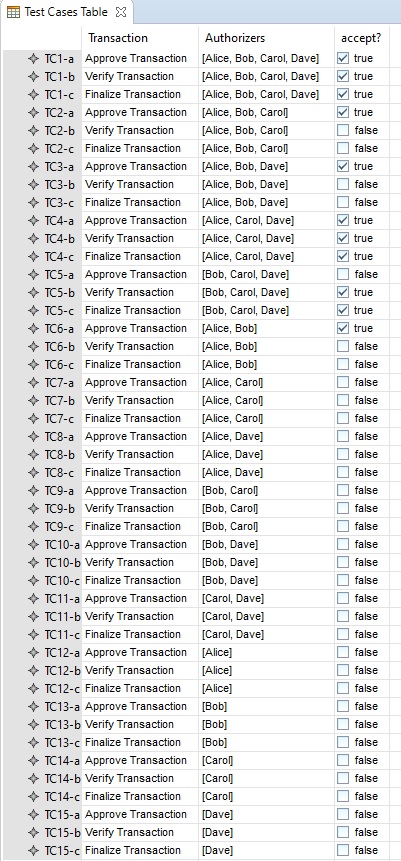 Test Cases Table
Transaction Authorizers accept?
TC1-a Approve Transaction [Alice, Bob, Carol, Dave] true
TC1-b Verify Transaction [Alice, Bob, Carol, Dave] true
TC1-c Finalize Transaction [Alice, Bob, Carol, Dave] true
TC2-a Approve Transaction [Alice, Bob, Carol] true
TC2-b Verify Transaction [Alice, Bob, Carol] false
TC2-c Finalize Transaction [Alice, Bob, Carol] false
TC3-a Approve Transaction [Alice, Bob, Dave] true
TC3-b Verify Transaction [Alice, Bob, Dave] false
TC3-c Finalize Transaction [Alice, Bob, Dave] false
TC4-a Approve Transaction [Alice, Carol, Dave] true
TC4-b Verify Transaction [Alice, Carol, Dave] true
TC4-c Finalize Transaction [Alice, Carol, Dave] true
TC5-a Approve Transaction [Bob, Carol, Dave] false
TC5-b Verify Transaction [Bob, Carol, Dave] true
TC5-c Finalize Transaction [Bob, Carol, Dave] true
TC6-a Approve Transaction [Alice, Bob] true
TC6-b Verify Transaction [Alice, Bob] false
TC6-c Finalize Transaction [Alice, Bob] false
TC7-a Approve Transaction [Alice, Carol] false
TC7-b Verify Transaction [Alice, Carol] false
TC7-c Finalize Transaction [Alice, Carol] false
TC8-a Approve Transaction [Alice, Dave] false
TC8-b Verify Transaction [Alice, Dave] false
TC8-c Finalize Transaction [Alice, Dave] false
TC9-a Approve Transaction [Bob, Carol] false
TC9-b Verify Transaction [Bob, Carol] false
TC9-c Finalize Transaction [Bob, Carol] false
TC10-a Approve Transaction [Bob, Dave] false
TC10-b Verify Transaction [Bob, Dave] false
TC10-c Finalize Transaction [Bob, Dave] false
TC11-a Approve Transaction [Carol, Dave] false
TC11-b Verify Transaction [Carol, Dave] false
TC11-c Finalize Transaction [Carol, Dave] false
TC12-a Approve Transaction [Alice] false
TC12-b Verify Transaction [Alice] false
TC12-c Finalize Transaction [Alice] false
TC13-a Approve Transaction [Bob] false
TC13-b Verify Transaction [Bob] false
TC13-c Finalize Transaction [Bob] false
TC14-a Approve Transaction [Carol] false
TC14-b Verify Transaction [Carol] false
TC14-c Finalize Transaction [Carol] false
TC15-a Approve Transaction [Dave] false
TC15-b Verify Transaction [Dave] false
TC15-c Finalize Transaction [Dave] false